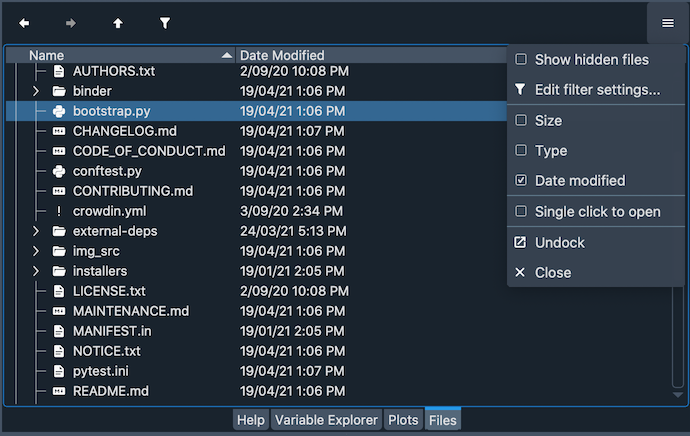 Name Date Modified
AUTHORS.txt 2/09/20 10:08 PM
binder 19/04/21 1:06 PM
bootstrap.py 19/04/21 1:06 PM
CHANGELOG.md 19/04/21 1:07 PM
CODE_OF_CONDUCT.md 19/04/21 1:06 PM
conftest.py 19/04/21 1:06 PM
CONTRIBUTING.md 19/04/21 1:06 PM
crowdin.yml 3/09/20 2:34 PM
external-deps 24/03/21 5:13 PM
img_src 19/04/21 1:06 PM
installers 19/01/21 2:05 PM
LICENSE.txt 2/09/20 10:08 PM
MAINTENANCE.md 19/04/21 1:06 PM
MANIFEST.in 19/01/21 2:05 PM
NOTICE.txt 19/04/21 1:06 PM
pytest.ini 19/04/21 1:07 PM
README.md 19/04/21 1:06 PM
Show hidden files
Edit filter settings...
Size
Type
Date modified
Single click to open
Undock
Close
Help Variable Explorer Plots Files